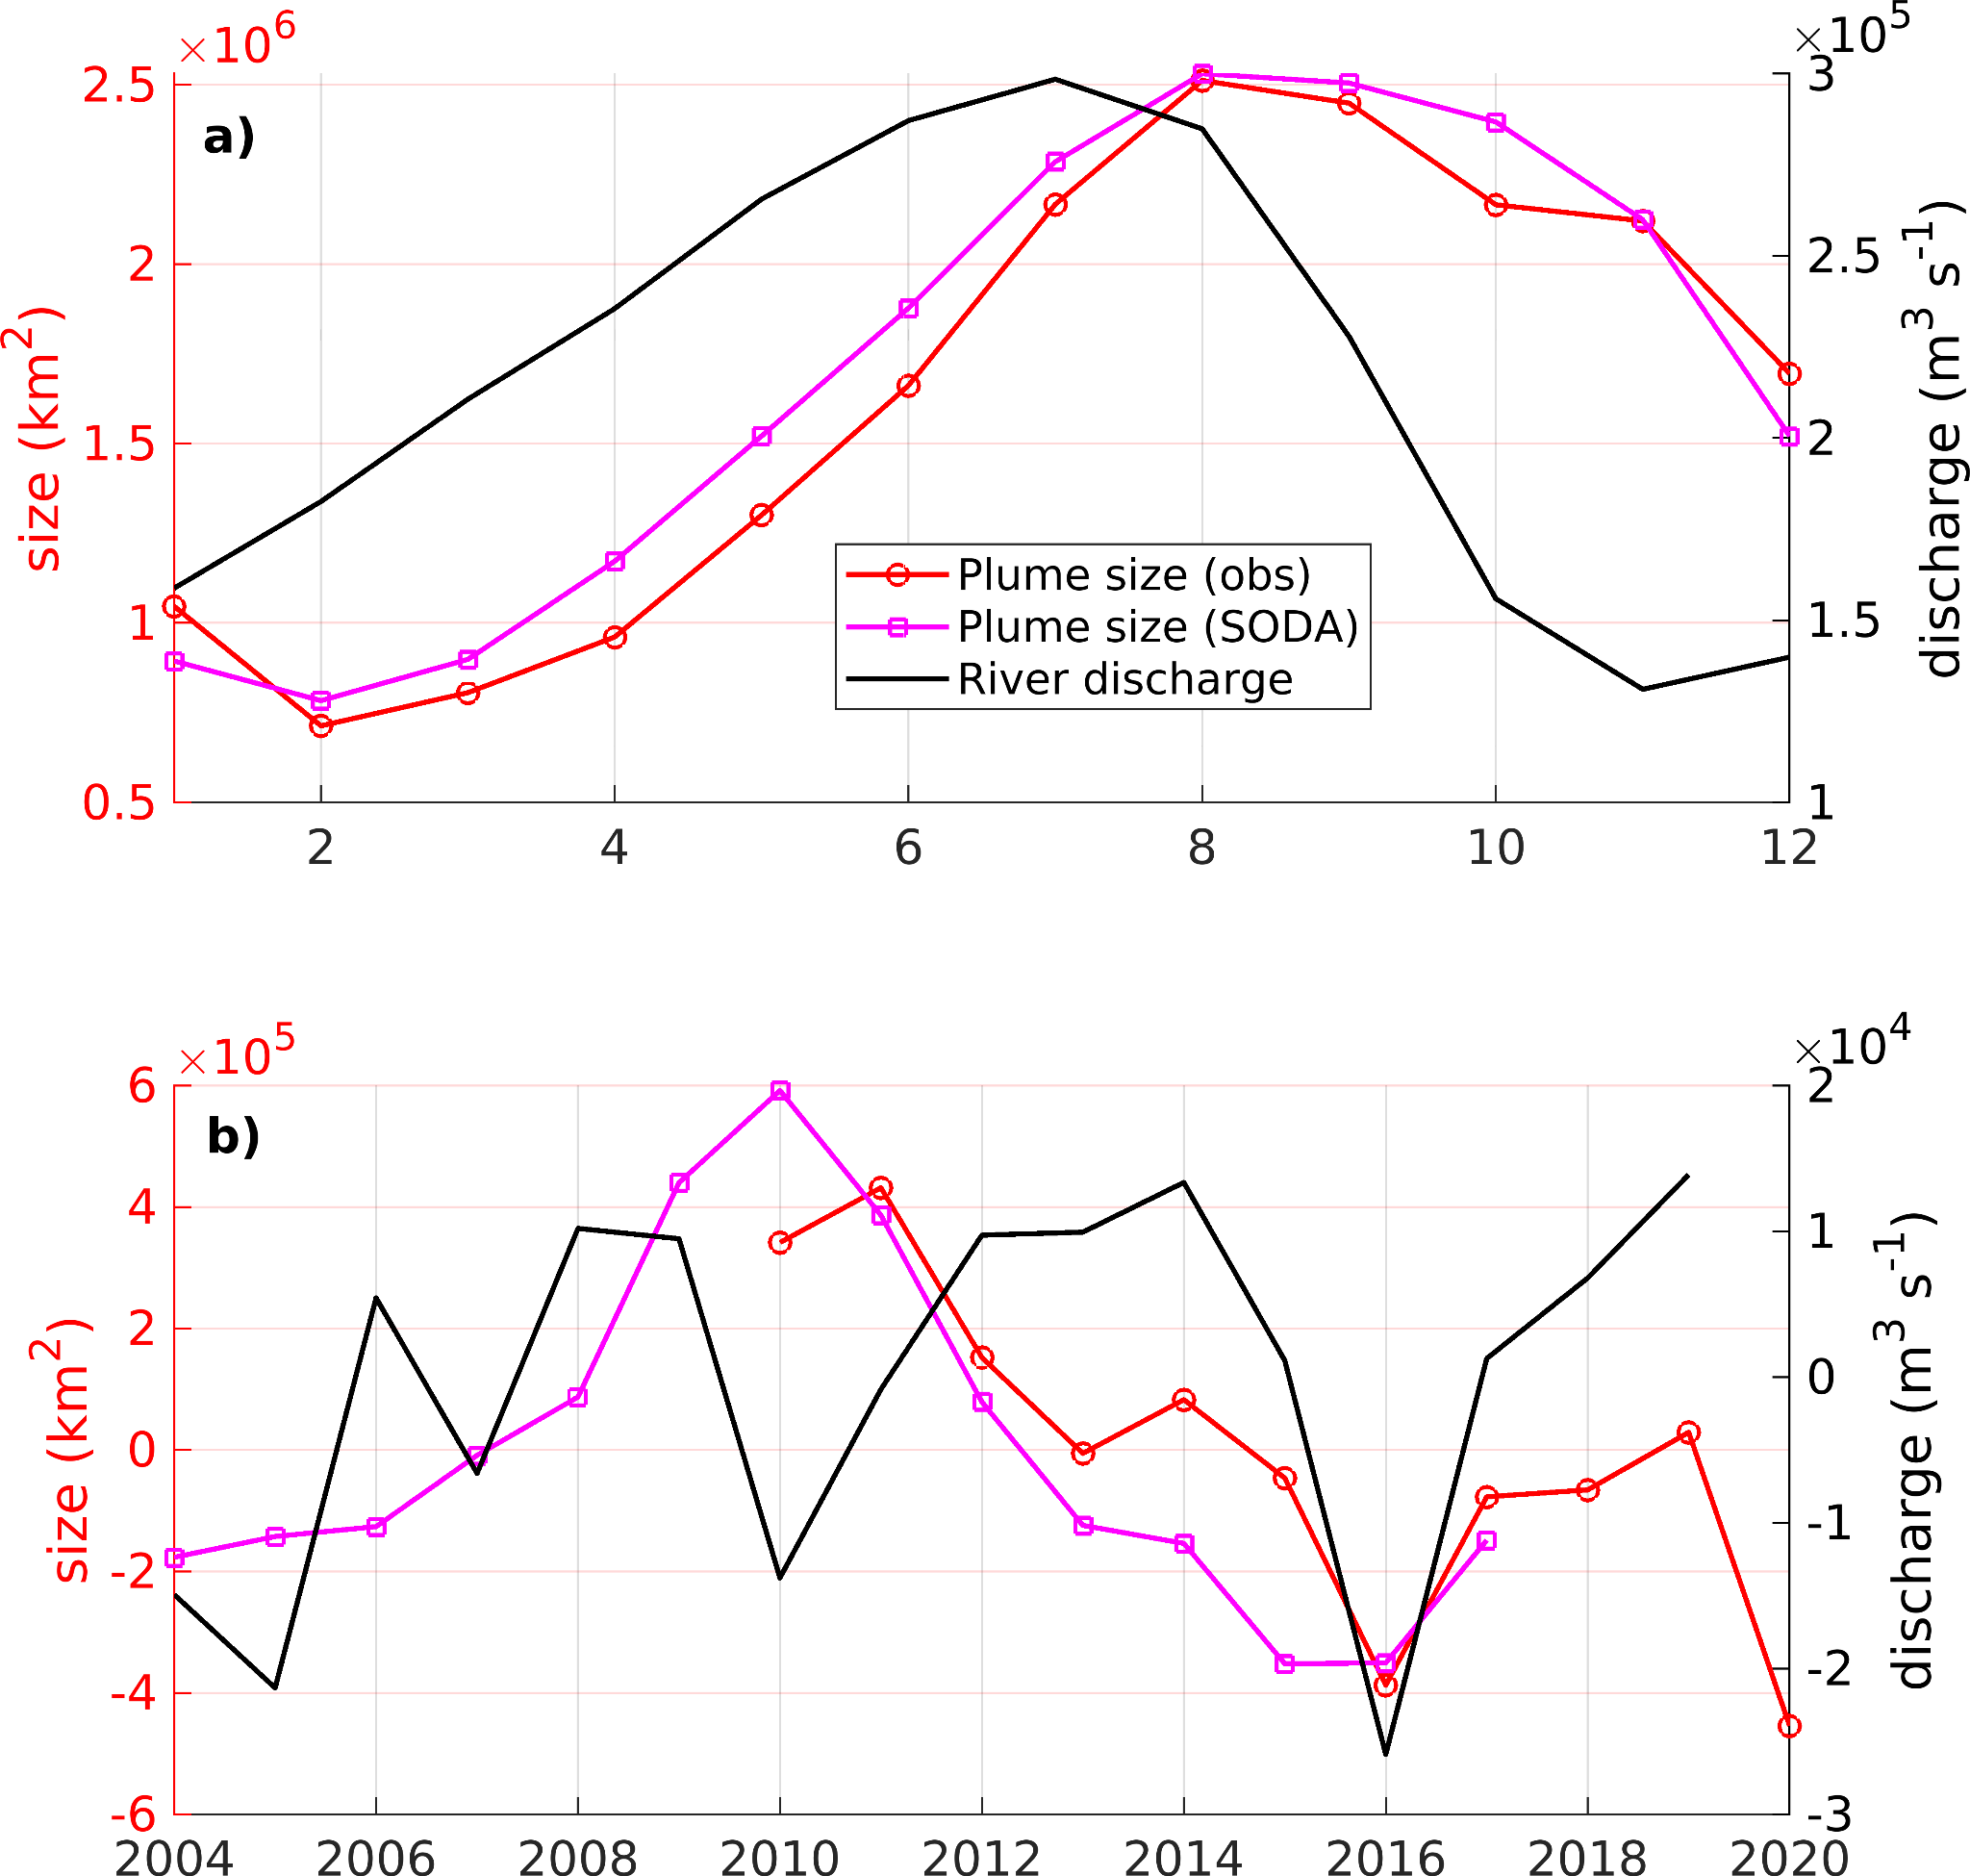 ×10⁶
×10⁵
a)
2.5
2
1.5
1
0.5
size (km²)
3
2.5
2
1.5
1
discharge (m³ s⁻¹)
Plume size (obs)
Plume size (SODA)
River discharge
2 4 6 8 10 12
×10⁵
×10⁴
b)
6
4
2
0
-2
-4
-6
size (km²)
2
1
0
-1
-2
-3
discharge (m³ s⁻¹)
2004 2006 2008 2010 2012 2014 2016 2018 2020